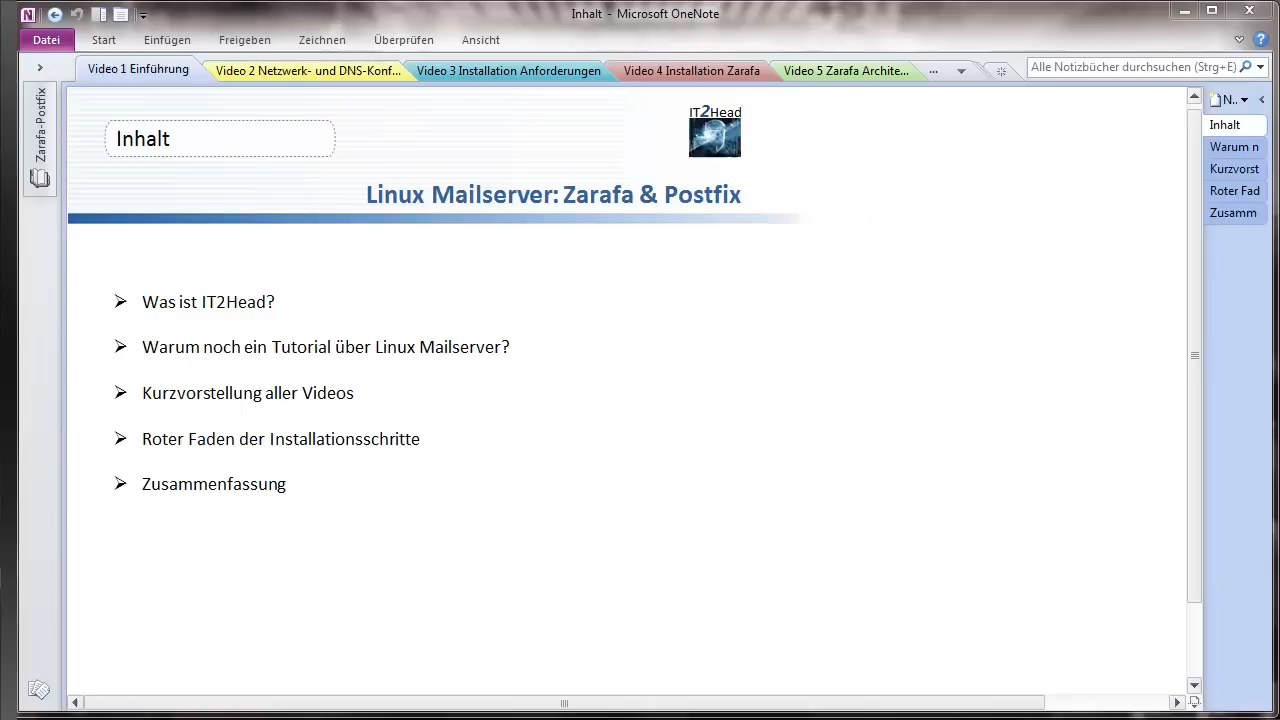 Inhalt - Microsoft OneNote
Datei Start Einfügen Freigeben Zeichnen Überprüfen Ansicht
Video 1 Einführung Video 2 Netzwerk- und DNS-Konf... Video 3 Installation Anforderungen Video 4 Installation Zarafa Video 5 Zarafa Archite... ... Alle Notizbücher durchsuchen (Strg+E)
Zarafa-Postfix
N..
Inhalt
Warum n
Kurzvorst
Roter Fad
Zusamm
IT2Head
Inhalt
Linux Mailserver: Zarafa & Postfix
Was ist IT2Head?
Warum noch ein Tutorial über Linux Mailserver?
Kurzvorstellung aller Videos
Roter Faden der Installationsschritte
Zusammenfassung